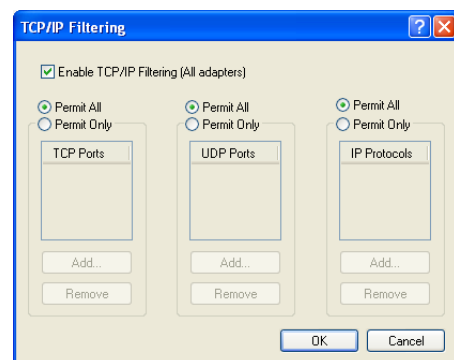 TCP/IP Filtering
Enable TCP/IP Filtering (All adapters)
Permit All Permit All Permit All
Permit Only Permit Only Permit Only
TCP Ports UDP Ports IP Protocols
Add... Add... Add...
Remove Remove Remove
OK Cancel